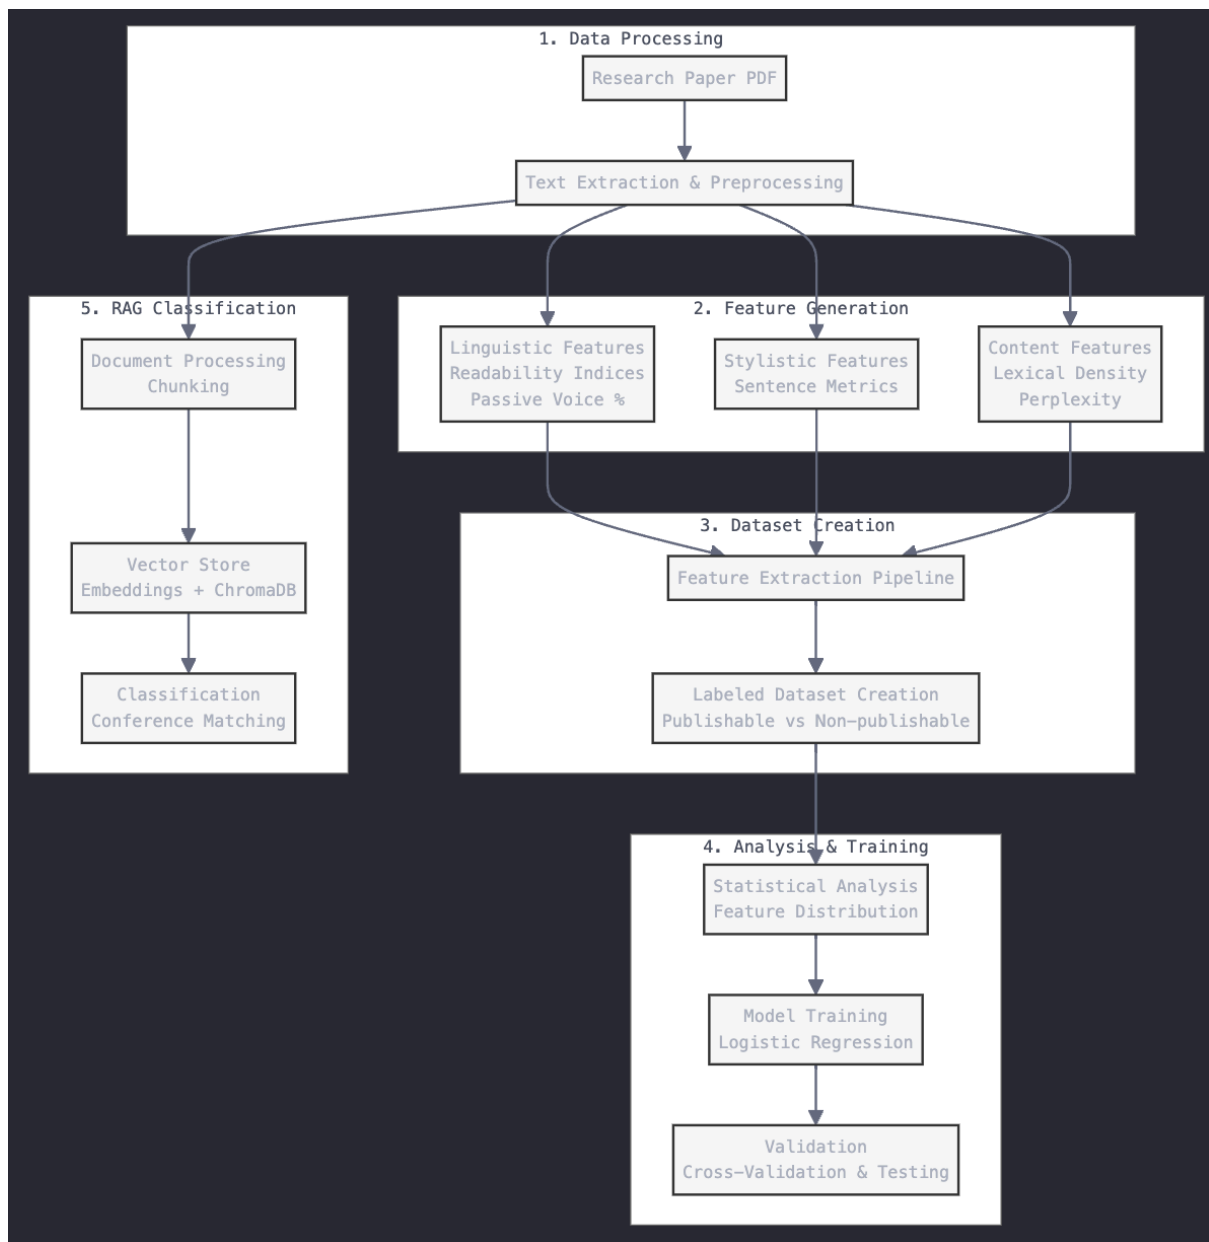 1. Data Processing
Research Paper PDF
Text Extraction & Preprocessing
5. RAG Classification
Document Processing
Chunking
Vector Store
Embeddings + ChromaDB
Classification
Conference Matching
2. Feature Generation
Linguistic Features
Readability Indices
Passive Voice %
Stylistic Features
Sentence Metrics
Content Features
Lexical Density
Perplexity
3. Dataset Creation
Feature Extraction Pipeline
Labeled Dataset Creation
Publishable vs Non-publishable
4. Analysis & Training
Statistical Analysis
Feature Distribution
Model Training
Logistic Regression
Validation
Cross-Validation & Testing